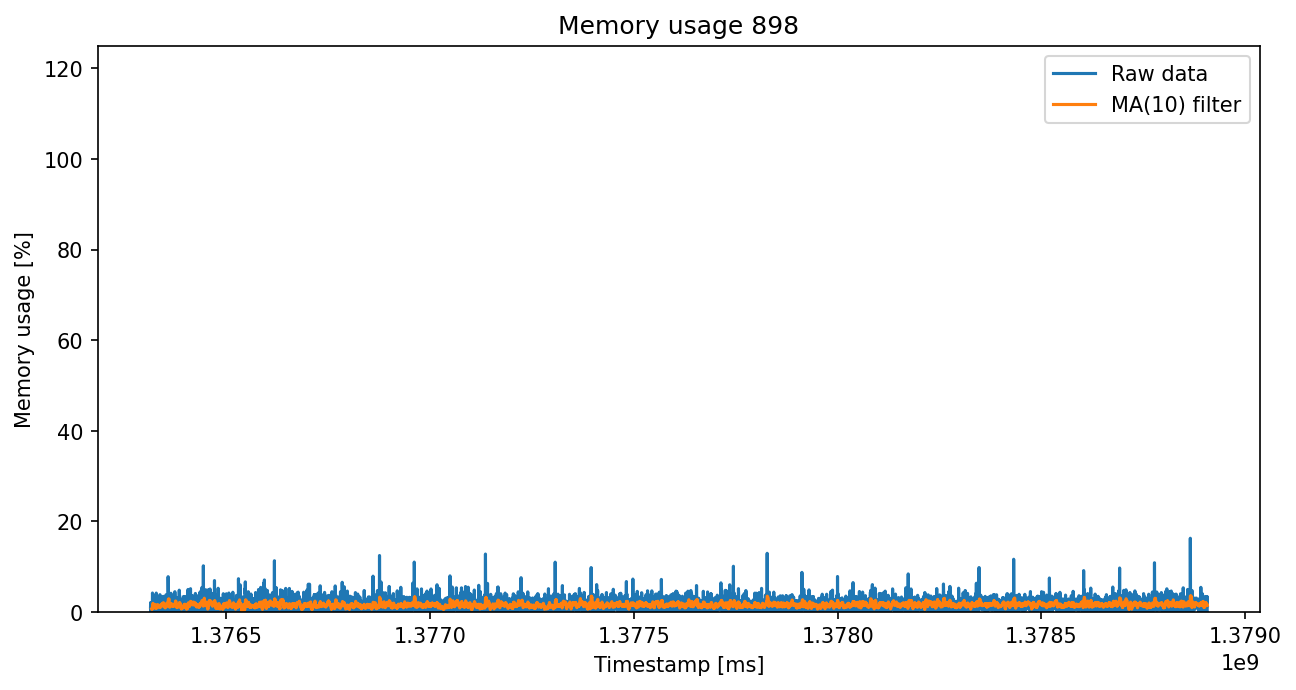 Memory usage 898
Raw data
MA(10) filter
Memory usage [%]
120
100
80
60
40
20
0
1.3765 1.3770 1.3775 1.3780 1.3785 1.3790
1e9
Timestamp [ms]